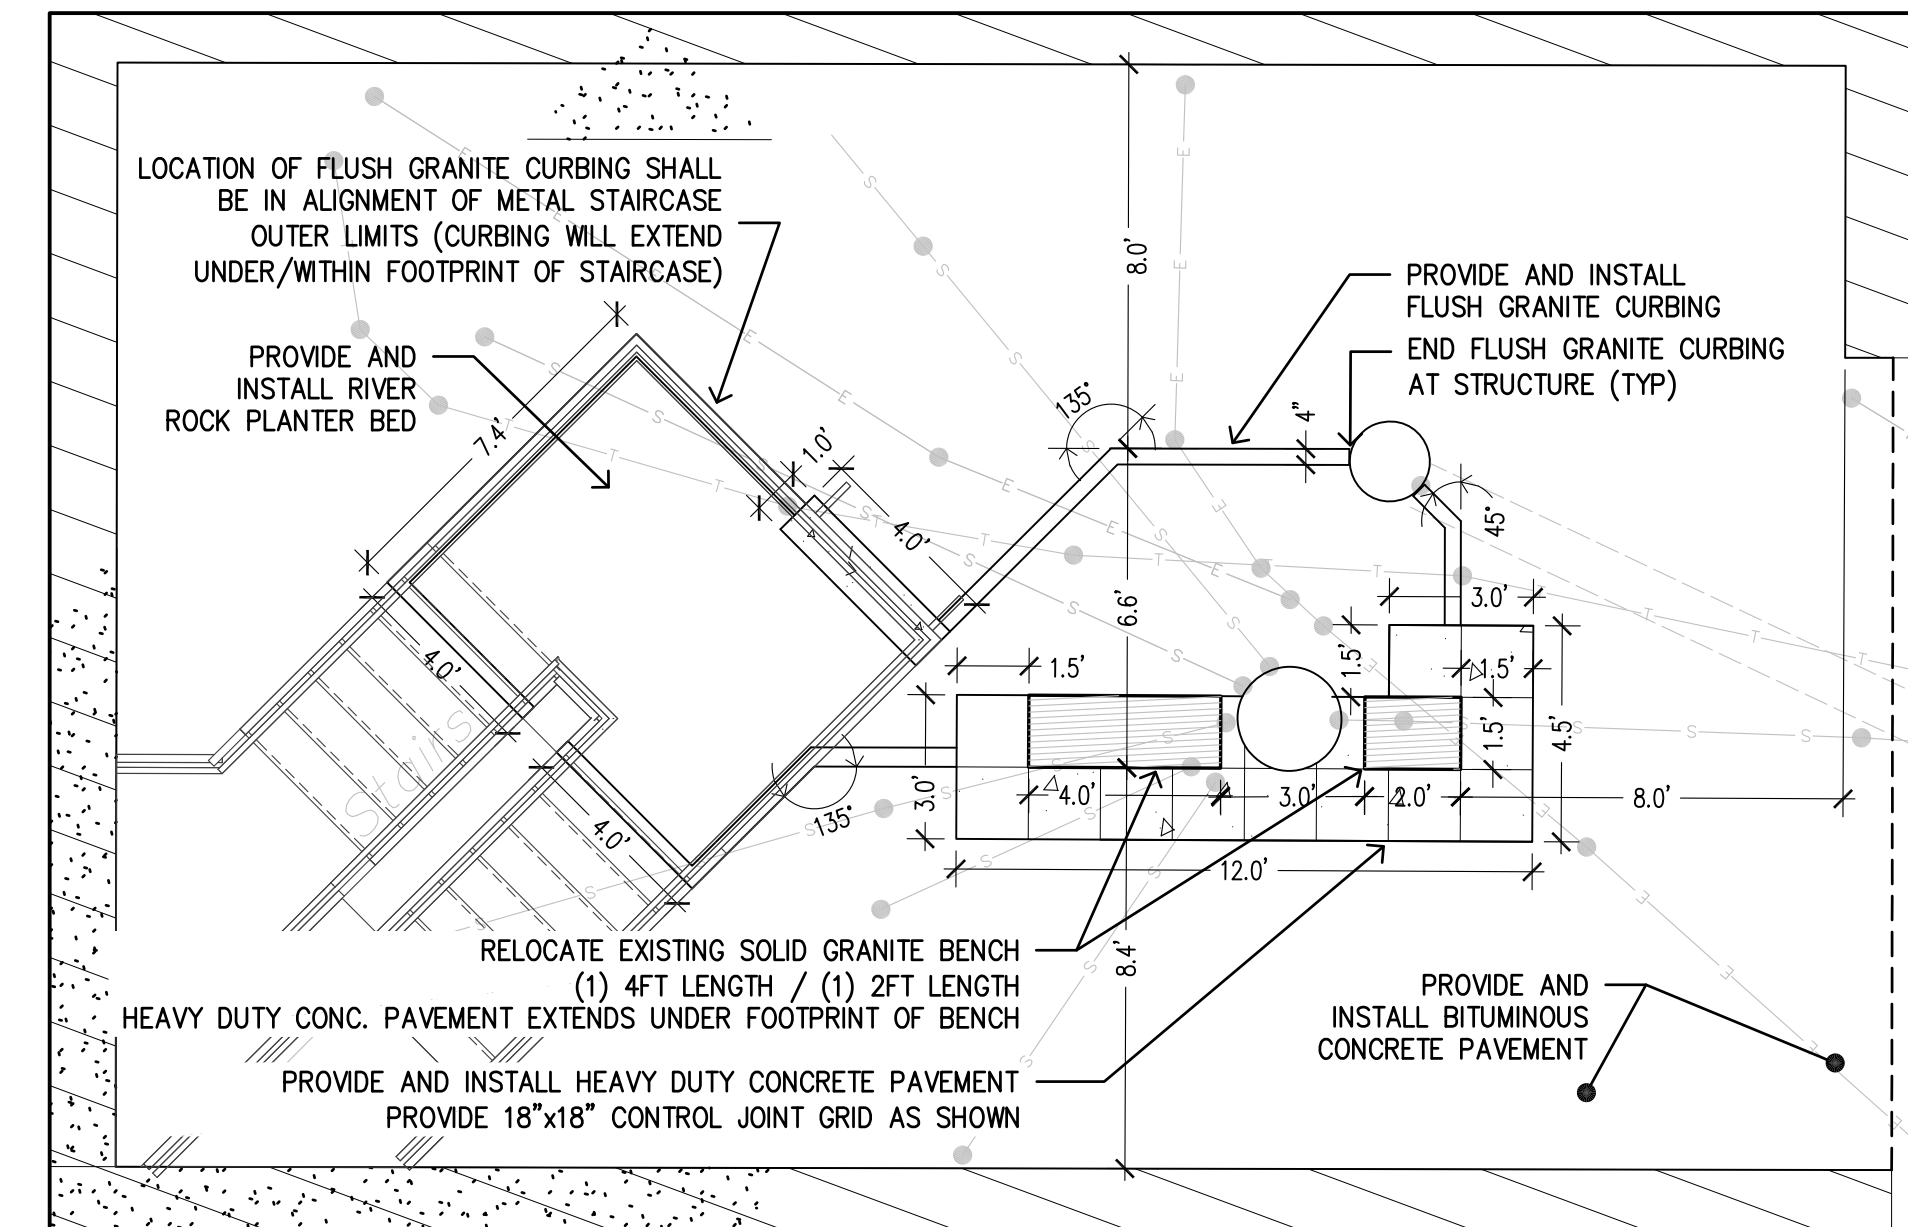 LOCATION OF FLUSH GRANITE CURBING SHALL
BE IN ALIGNMENT OF METAL STAIRCASE
OUTER LIMITS (CURBING WILL EXTEND
UNDER/WITHIN FOOTPRINT OF STAIRCASE)
PROVIDE AND
INSTALL RIVER
ROCK PLANTER BED
PROVIDE AND INSTALL
FLUSH GRANITE CURBING
END FLUSH GRANITE CURBING
AT STRUCTURE (TYP)
8.0'
135°
4"
7.4'
1.0'
4.0'
45°
6.6'
3.0'
1.5'
1.5'
1.5'
4.0'
Stairs
1.5'
4.5'
3.0'
4.0'
3.0'
2.0'
8.0'
135°
4.0'
12.0'
8.4'
RELOCATE EXISTING SOLID GRANITE BENCH
(1) 4FT LENGTH / (1) 2FT LENGTH
HEAVY DUTY CONC. PAVEMENT EXTENDS UNDER FOOTPRINT OF BENCH
PROVIDE AND INSTALL HEAVY DUTY CONCRETE PAVEMENT
PROVIDE 18"x18" CONTROL JOINT GRID AS SHOWN
PROVIDE AND
INSTALL BITUMINOUS
CONCRETE PAVEMENT